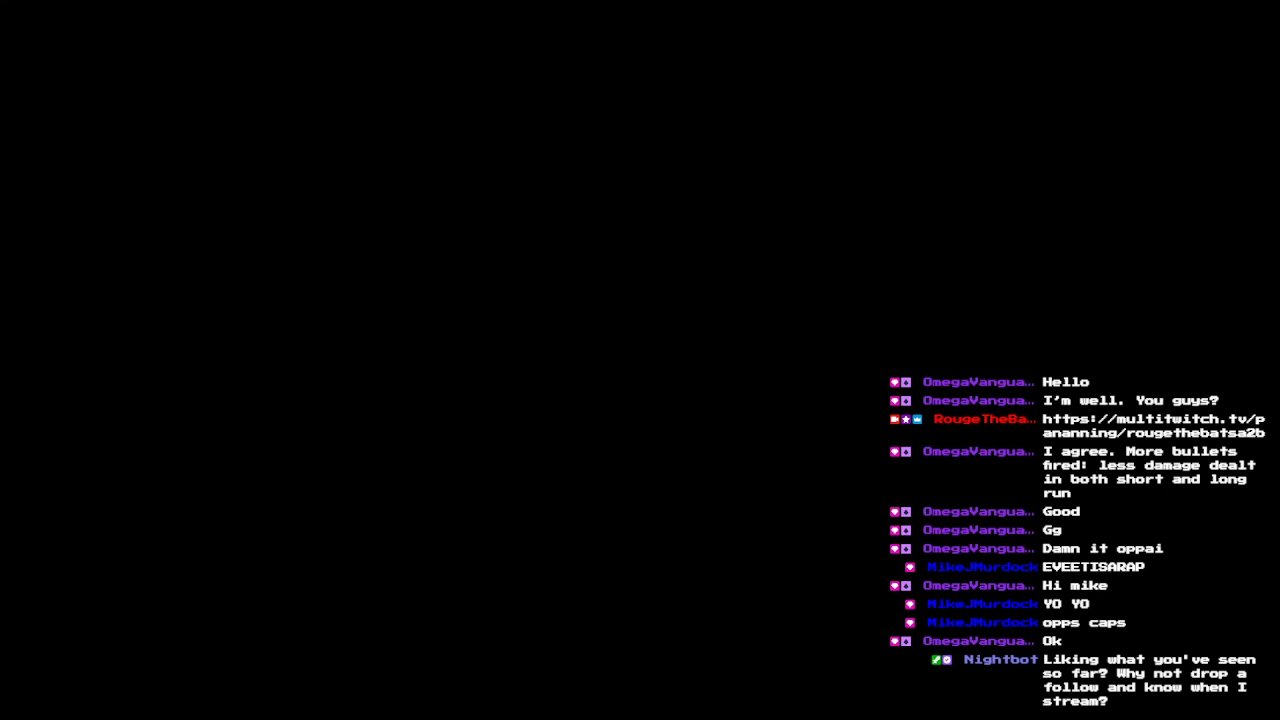 OmegaVangua… Hello
OmegaVangua… I'm well. You guys?
RougeTheBa… https://multitwitch.tv/p
ananning/rougethebatsa2b
OmegaVangua… I agree. More bullets
fired: less damage dealt
in both short and long
run
OmegaVangua… Good
OmegaVangua… Gg
OmegaVangua… Damn it oppai
MikeJMurdock EVEETISARAP
OmegaVangua… Hi mike
MikeJMurdock YO YO
MikeJMurdock opps caps
OmegaVangua… Ok
Nightbot Liking what you've seen
so far? Why not drop a
follow and know when I
stream?